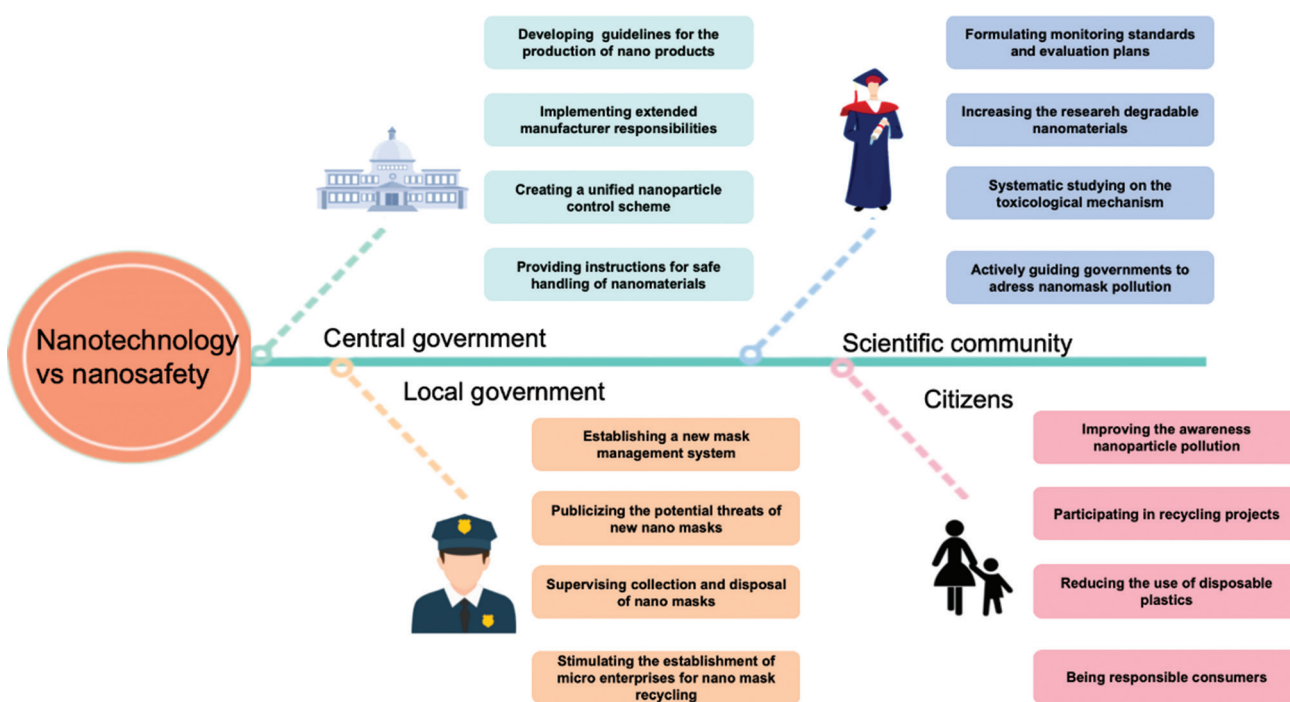 Nanotechnology
vs nanosafety
Central government
Developing guidelines for the
production of nano products
Implementing extended
manufacturer responsibilities
Creating a unified nanoparticle
control scheme
Providing instructions for safe
handling of nanomaterials
Local government
Establishing a new mask
management system
Publicizing the potential threats of
new nano masks
Supervising collection and disposal
of nano masks
Stimulating the establishment of
micro enterprises for nano mask
recycling
Scientific community
Formulating monitoring standards
and evaluation plans
Increasing the researeh degradable
nanomaterials
Systematic studying on the
toxicological mechanism
Actively guiding governments to
adress nanomask pollution
Citizens
Improving the awareness
nanoparticle pollution
Participating in recycling projects
Reducing the use of disposable
plastics
Being responsible consumers